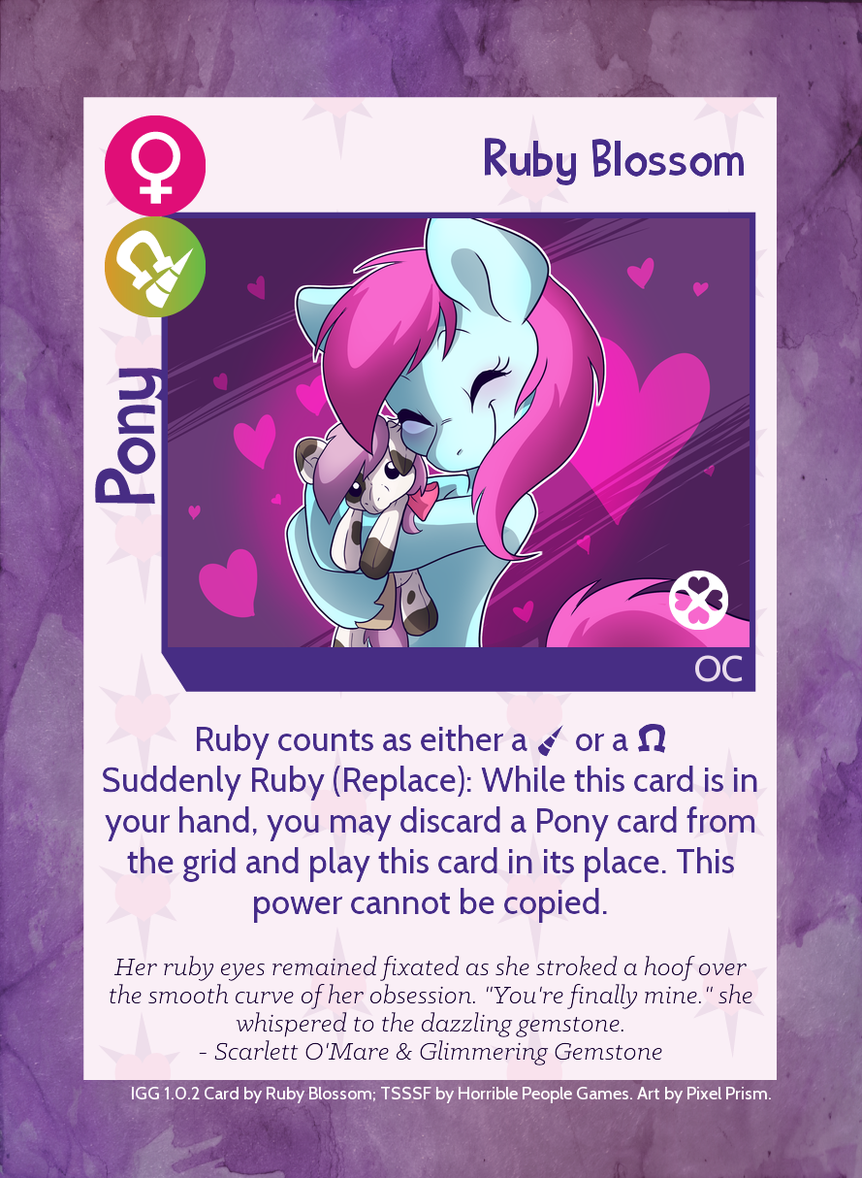 Ruby Blossom
Pony
OC
Ruby counts as either a or a
Suddenly Ruby (Replace): While this card is in
your hand, you may discard a Pony card from
the grid and play this card in its place. This
power cannot be copied.
Her ruby eyes remained fixated as she stroked a hoof over
the smooth curve of her obsession. "You're finally mine." she
whispered to the dazzling gemstone.
- Scarlett O'Mare & Glimmering Gemstone
IGG 1.0.2 Card by Ruby Blossom; TSSSF by Horrible People Games. Art by Pixel Prism.